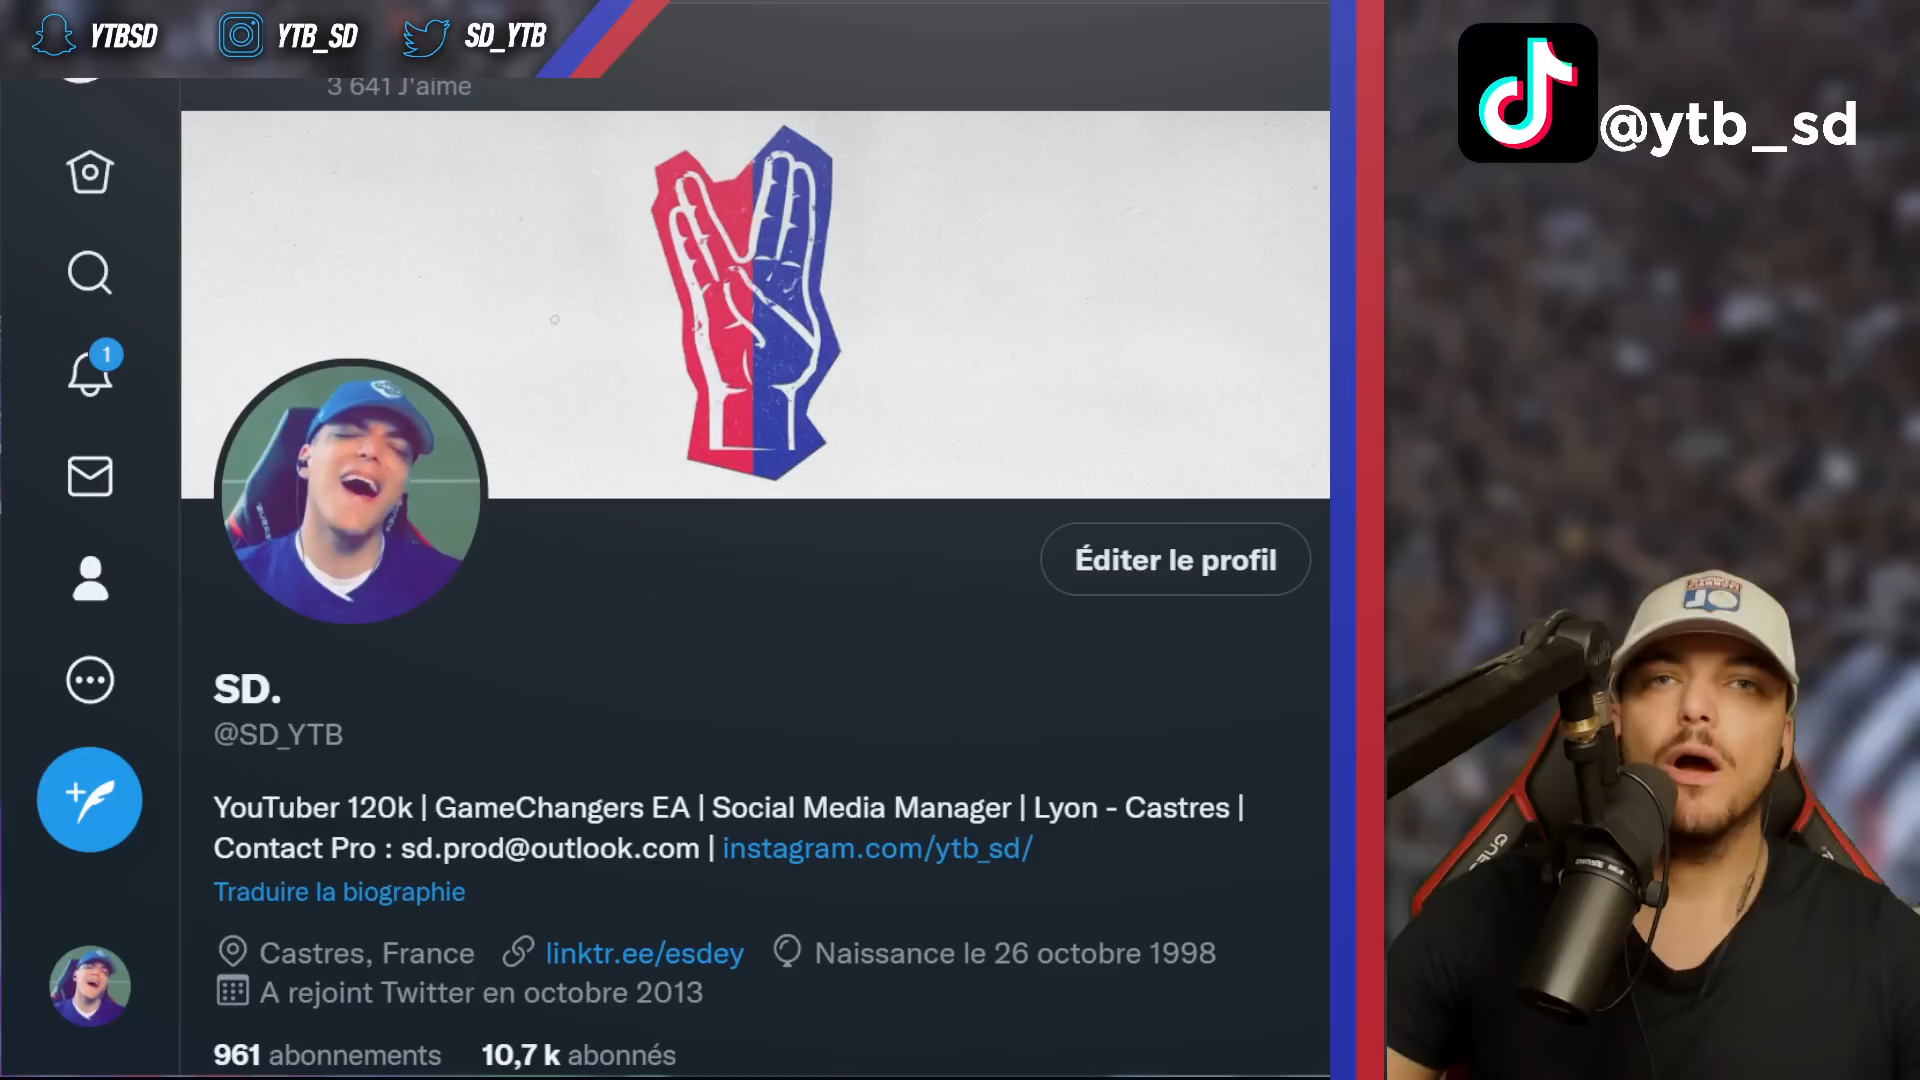 YTBSD
YTB_SD
SD_YTB
3 641 J'aime
@ytb_sd
1
Éditer le profil
SD.
@SD_YTB
YouTuber 120k | GameChangers EA | Social Media Manager | Lyon - Castres |
Contact Pro : sd.prod@outlook.com | instagram.com/ytb_sd/
Traduire la biographie
Castres, France
linktr.ee/esdey
Naissance le 26 octobre 1998
A rejoint Twitter en octobre 2013
961 abonnements
10,7 k abonnés